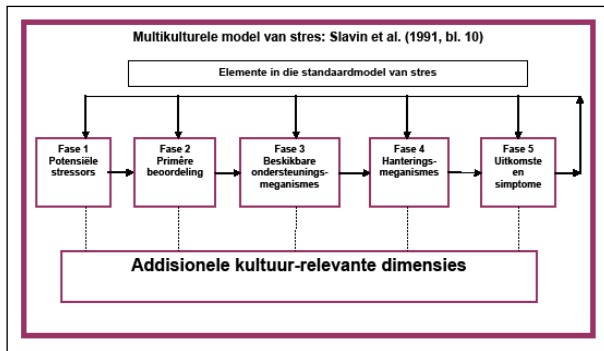 Multikulturele model van stres: Slavin et al. (1991, bl. 10)
Elemente in die standaardmodel van stres
Fase 1
Potensiële
stressors
Fase 2
Primêre
beoordeling
Fase 3
Beskikbare
ondersteunings-
meganismes
Fase 4
Hanterings-
meganismes
Fase 5
Uitkomste
en
simptome
Addisionele kultuur-relevante dimensies